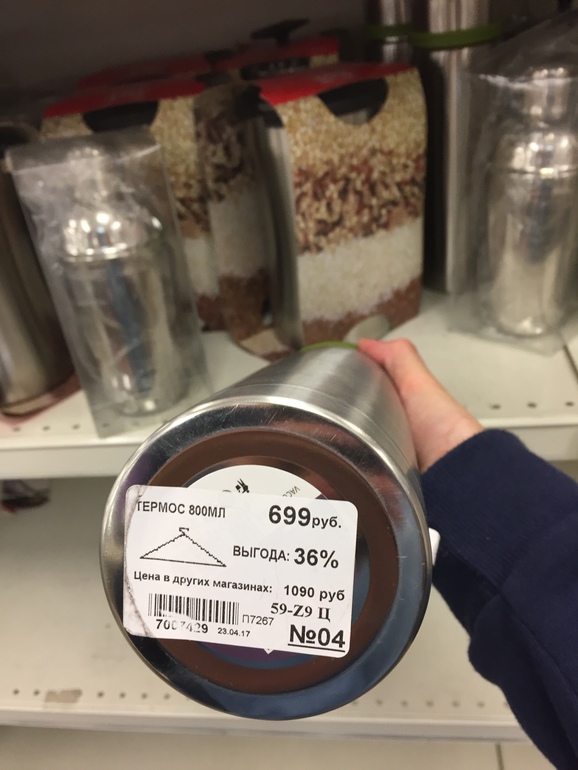 ТЕРМОС 800МЛ
699руб.
ВЫГОДА: 36%
Цена в других магазинах: 1090 руб
59-Z9 Ц
П7267
23.04.17
№04